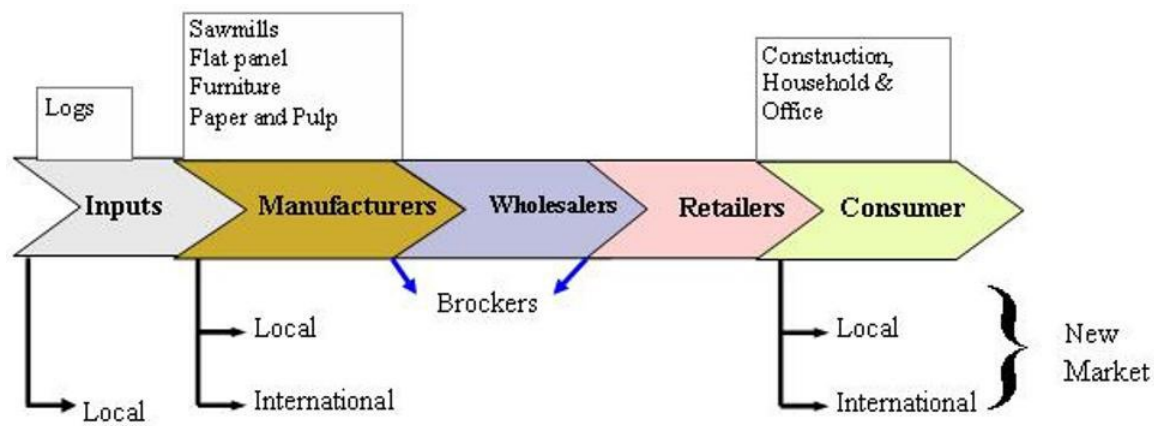 Sawmills
Flat panel
Furniture
Paper and Pulp
Logs
Construction,
Household &
Office
Inputs
Manufacturers
Wholesalers
Retailers
Consumer
Brockers
Local
International
Local
Local
International
New
Market